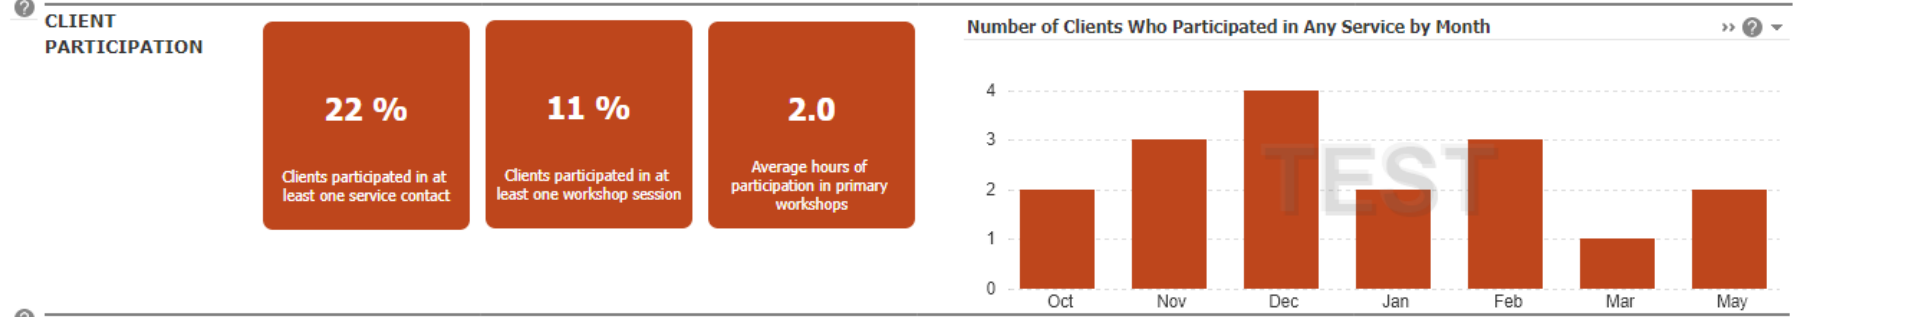 CLIENT
PARTICIPATION
22 %
Clients participated in at
least one service contact
11 %
Clients participated in at
least one workshop session
2.0
Average hours of
participation in primary
workshops
Number of Clients Who Participated in Any Service by Month
4
3
2
1
0
TEST
Oct Nov Dec Jan Feb Mar May